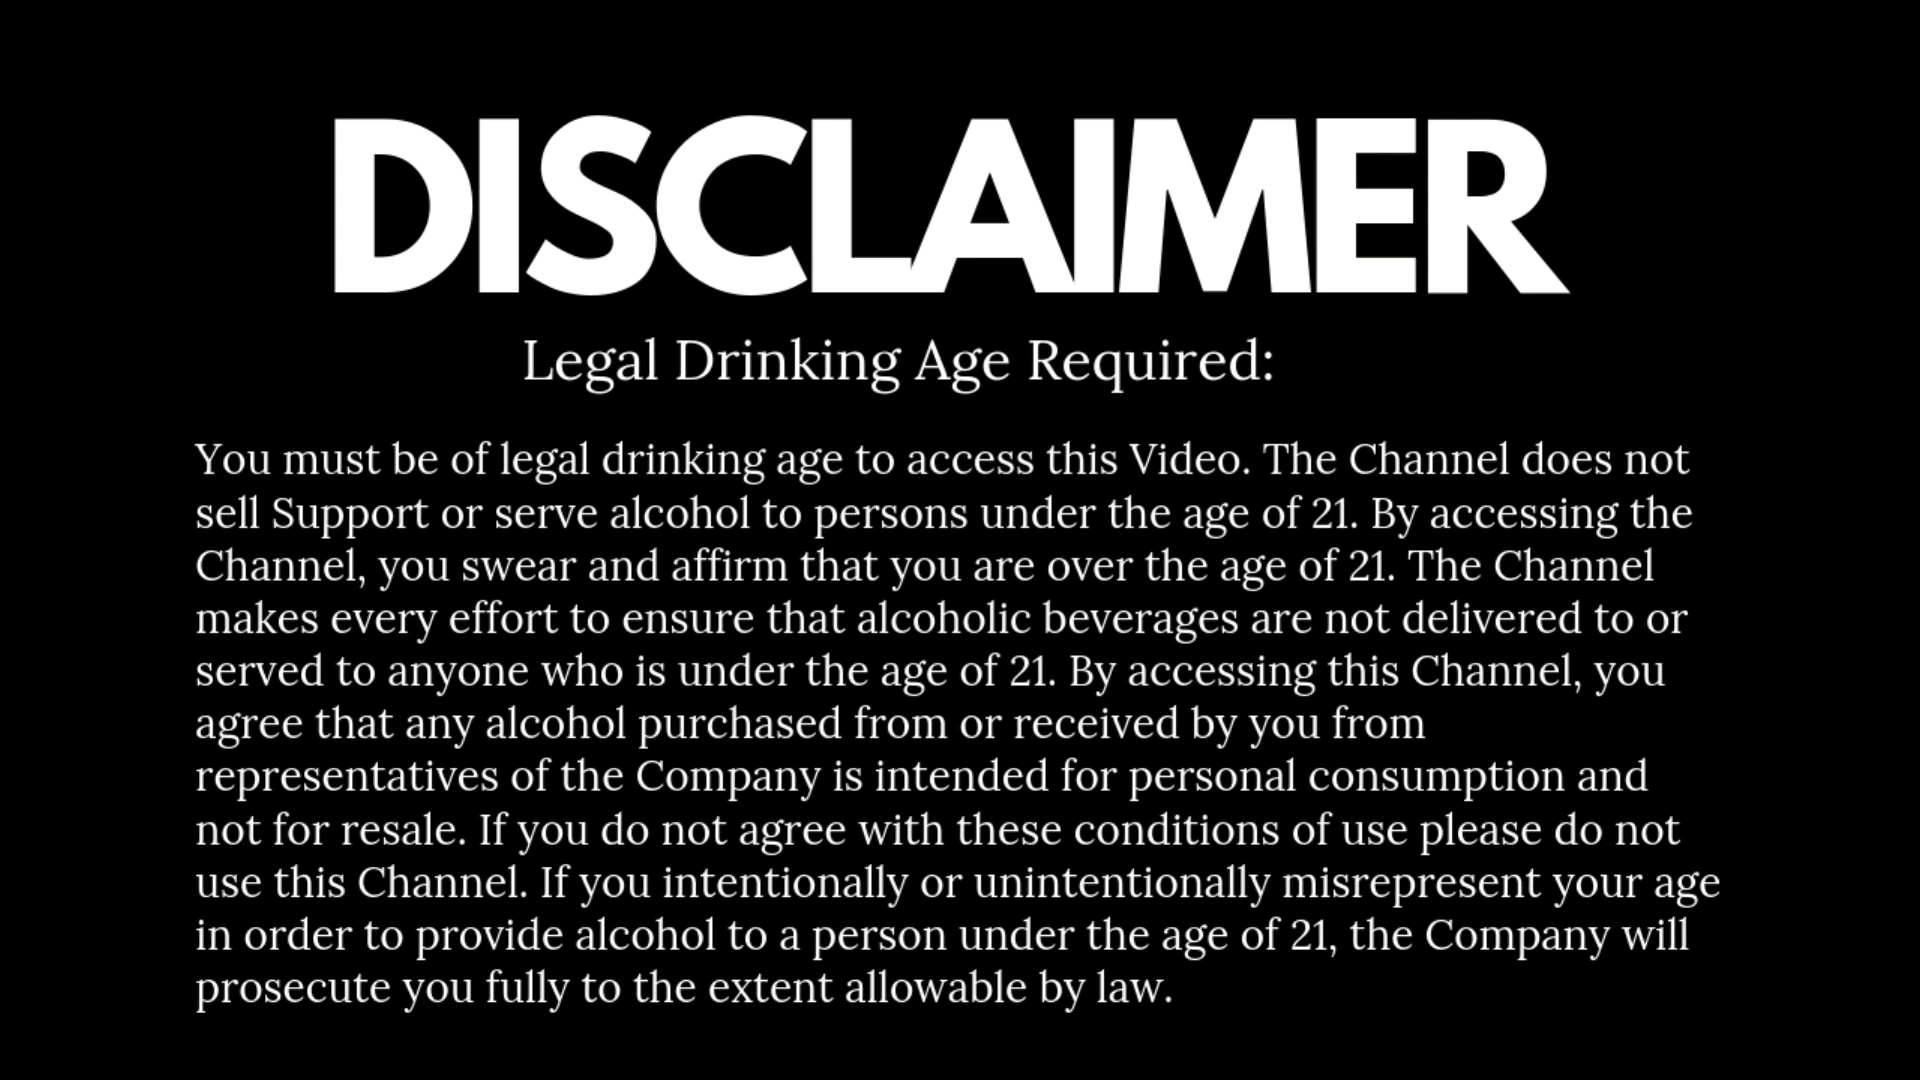 DISCLAIMER
Legal Drinking Age Required:
You must be of legal drinking age to access this Video. The Channel does not
sell Support or serve alcohol to persons under the age of 21. By accessing the
Channel, you swear and affirm that you are over the age of 21. The Channel
makes every effort to ensure that alcoholic beverages are not delivered to or
served to anyone who is under the age of 21. By accessing this Channel, you
agree that any alcohol purchased from or received by you from
representatives of the Company is intended for personal consumption and
not for resale. If you do not agree with these conditions of use please do not
use this Channel. If you intentionally or unintentionally misrepresent your age
in order to provide alcohol to a person under the age of 21, the Company will
prosecute you fully to the extent allowable by law.